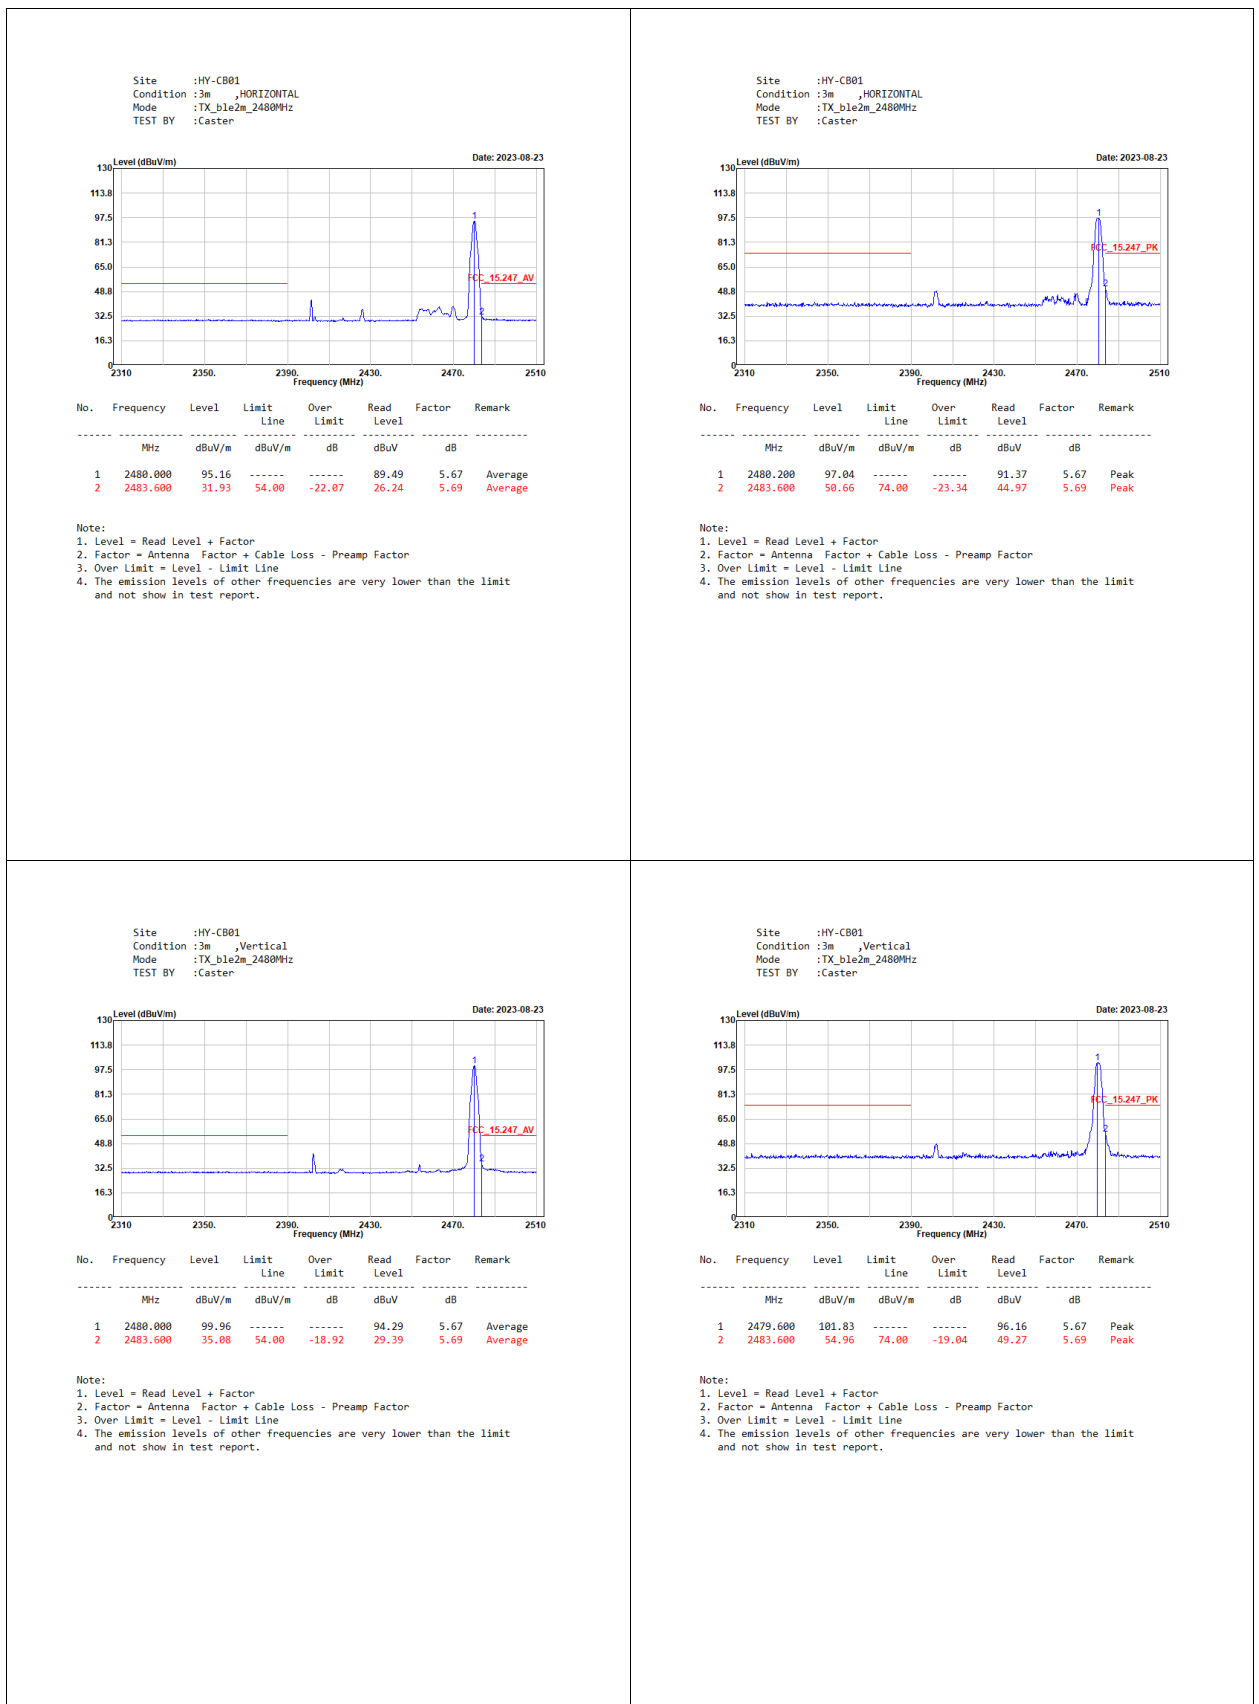 Site :HY-CB01
Condition :3m ,HORIZONTAL
Mode :TX_ble2m_2480MHz
TEST BY :Caster
Level (dBuV/m) Date: 2023-08-23
130
113.8
97.5
81.3
65.0
48.8
32.5
16.3
0
1
FCC_15.247_AV
2
2310 2350. 2390. 2430. 2470. 2510
Frequency (MHz)
No. Frequency Level Limit Over Read Factor Remark
Line Limit Level
------ ----------- -------- --------- --------- -------- -------- ---------
MHz dBuV/m dBuV/m dB dBuV dB
1 2480.000 95.16 ------ ------ 89.49 5.67 Average
2 2483.600 31.93 54.00 -22.07 26.24 5.69 Average
Note:
1. Level = Read Level + Factor
2. Factor = Antenna Factor + Cable Loss - Preamp Factor
3. Over Limit = Level - Limit Line
4. The emission levels of other frequencies are very lower than the limit
and not show in test report.
Site :HY-CB01
Condition :3m ,HORIZONTAL
Mode :TX_ble2m_2480MHz
TEST BY :Caster
Level (dBuV/m) Date: 2023-08-23
130
113.8
97.5
81.3
65.0
48.8
32.5
16.3
0
1
FCC_15.247_PK
2
2310 2350. 2390. 2430. 2470. 2510
Frequency (MHz)
No. Frequency Level Limit Over Read Factor Remark
Line Limit Level
------ ----------- -------- --------- --------- -------- -------- ---------
MHz dBuV/m dBuV/m dB dBuV dB
1 2480.200 97.04 ------ ------ 91.37 5.67 Peak
2 2483.600 50.66 74.00 -23.34 44.97 5.69 Peak
Note:
1. Level = Read Level + Factor
2. Factor = Antenna Factor + Cable Loss - Preamp Factor
3. Over Limit = Level - Limit Line
4. The emission levels of other frequencies are very lower than the limit
and not show in test report.
Site :HY-CB01
Condition :3m ,Vertical
Mode :TX_ble2m_2480MHz
TEST BY :Caster
Level (dBuV/m) Date: 2023-08-23
130
113.8
97.5
81.3
65.0
48.8
32.5
16.3
0
1
FCC_15.247_AV
2
2310 2350. 2390. 2430. 2470. 2510
Frequency (MHz)
No. Frequency Level Limit Over Read Factor Remark
Line Limit Level
------ ----------- -------- --------- --------- -------- -------- ---------
MHz dBuV/m dBuV/m dB dBuV dB
1 2480.000 99.96 ------ ------ 94.29 5.67 Average
2 2483.600 35.08 54.00 -18.92 29.39 5.69 Average
Note:
1. Level = Read Level + Factor
2. Factor = Antenna Factor + Cable Loss - Preamp Factor
3. Over Limit = Level - Limit Line
4. The emission levels of other frequencies are very lower than the limit
and not show in test report.
Site :HY-CB01
Condition :3m ,Vertical
Mode :TX_ble2m_2480MHz
TEST BY :Caster
Level (dBuV/m) Date: 2023-08-23
130
113.8
97.5
81.3
65.0
48.8
32.5
16.3
0
1
FCC_15.247_PK
2
2310 2350. 2390. 2430. 2470. 2510
Frequency (MHz)
No. Frequency Level Limit Over Read Factor Remark
Line Limit Level
------ ----------- -------- --------- --------- -------- -------- ---------
MHz dBuV/m dBuV/m dB dBuV dB
1 2479.600 101.83 ------ ------ 96.16 5.67 Peak
2 2483.600 54.96 74.00 -19.04 49.27 5.69 Peak
Note:
1. Level = Read Level + Factor
2. Factor = Antenna Factor + Cable Loss - Preamp Factor
3. Over Limit = Level - Limit Line
4. The emission levels of other frequencies are very lower than the limit
and not show in test report.